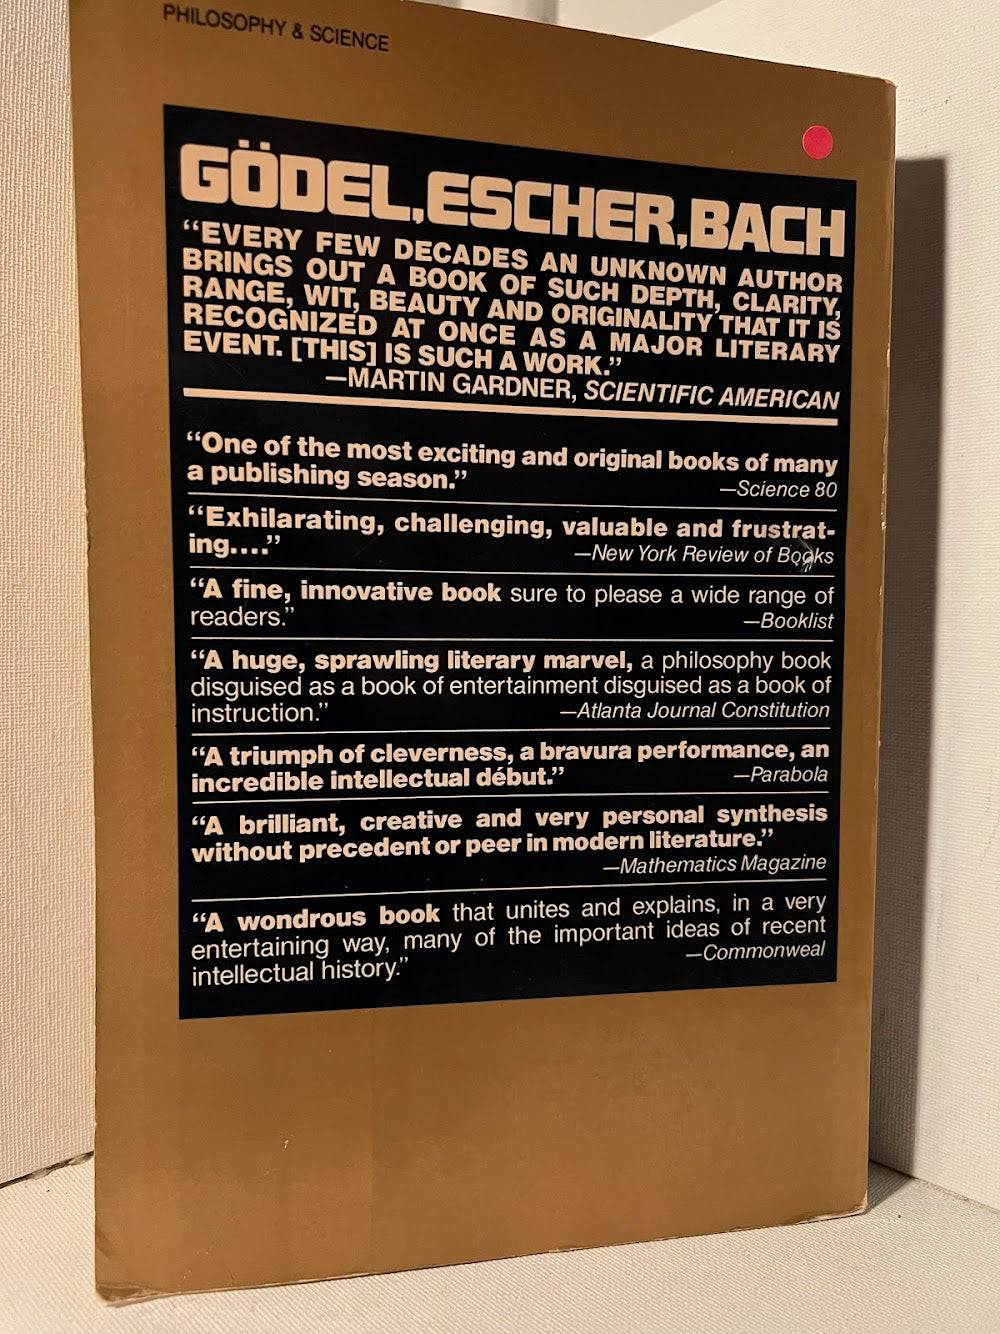 PHILOSOPHY & SCIENCE
GÖDEL, ESCHER, BACH
“EVERY FEW DECADES AN UNKNOWN AUTHOR
BRINGS OUT A BOOK OF SUCH DEPTH, CLARITY,
RANGE, WIT, BEAUTY AND ORIGINALITY THAT IT IS
RECOGNIZED AT ONCE AS A MAJOR LITERARY
EVENT. [THIS] IS SUCH A WORK.”
—MARTIN GARDNER, SCIENTIFIC AMERICAN
“One of the most exciting and original books of many
a publishing season.”
—Science 80
“Exhilarating, challenging, valuable and frustrat-
ing....”
—New York Review of Books
“A fine, innovative book sure to please a wide range of
readers.”
—Booklist
“A huge, sprawling literary marvel, a philosophy book
disguised as a book of entertainment disguised as a book of
instruction.”
—Atlanta Journal Constitution
“A triumph of cleverness, a bravura performance, an
incredible intellectual début.”
—Parabola
“A brilliant, creative and very personal synthesis
without precedent or peer in modern literature.”
—Mathematics Magazine
“A wondrous book that unites and explains, in a very
entertaining way, many of the important ideas of recent
intellectual history.”
—Commonweal